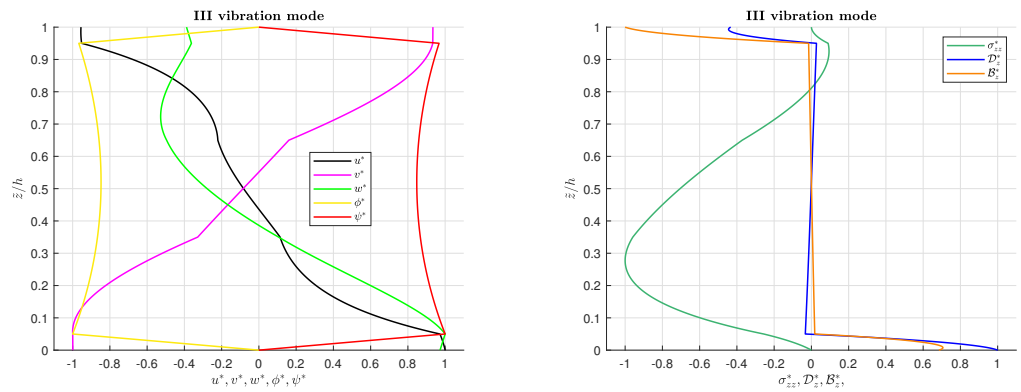 III vibration mode
1
0.9
0.8
0.7
0.6
0.5
0.4
0.3
0.2
0.1
0
z̃/h
u*
v*
w*
ϕ*
ψ*
-1 -0.8 -0.6 -0.4 -0.2 0 0.2 0.4 0.6 0.8 1
u*, v*, w*, ϕ*, ψ*
III vibration mode
1
0.9
0.8
0.7
0.6
0.5
0.4
0.3
0.2
0.1
0
z̃/h
σ*zz
𝒟*z
ℬ*z
-1 -0.8 -0.6 -0.4 -0.2 0 0.2 0.4 0.6 0.8 1
σ*zz, 𝒟*z, ℬ*z,